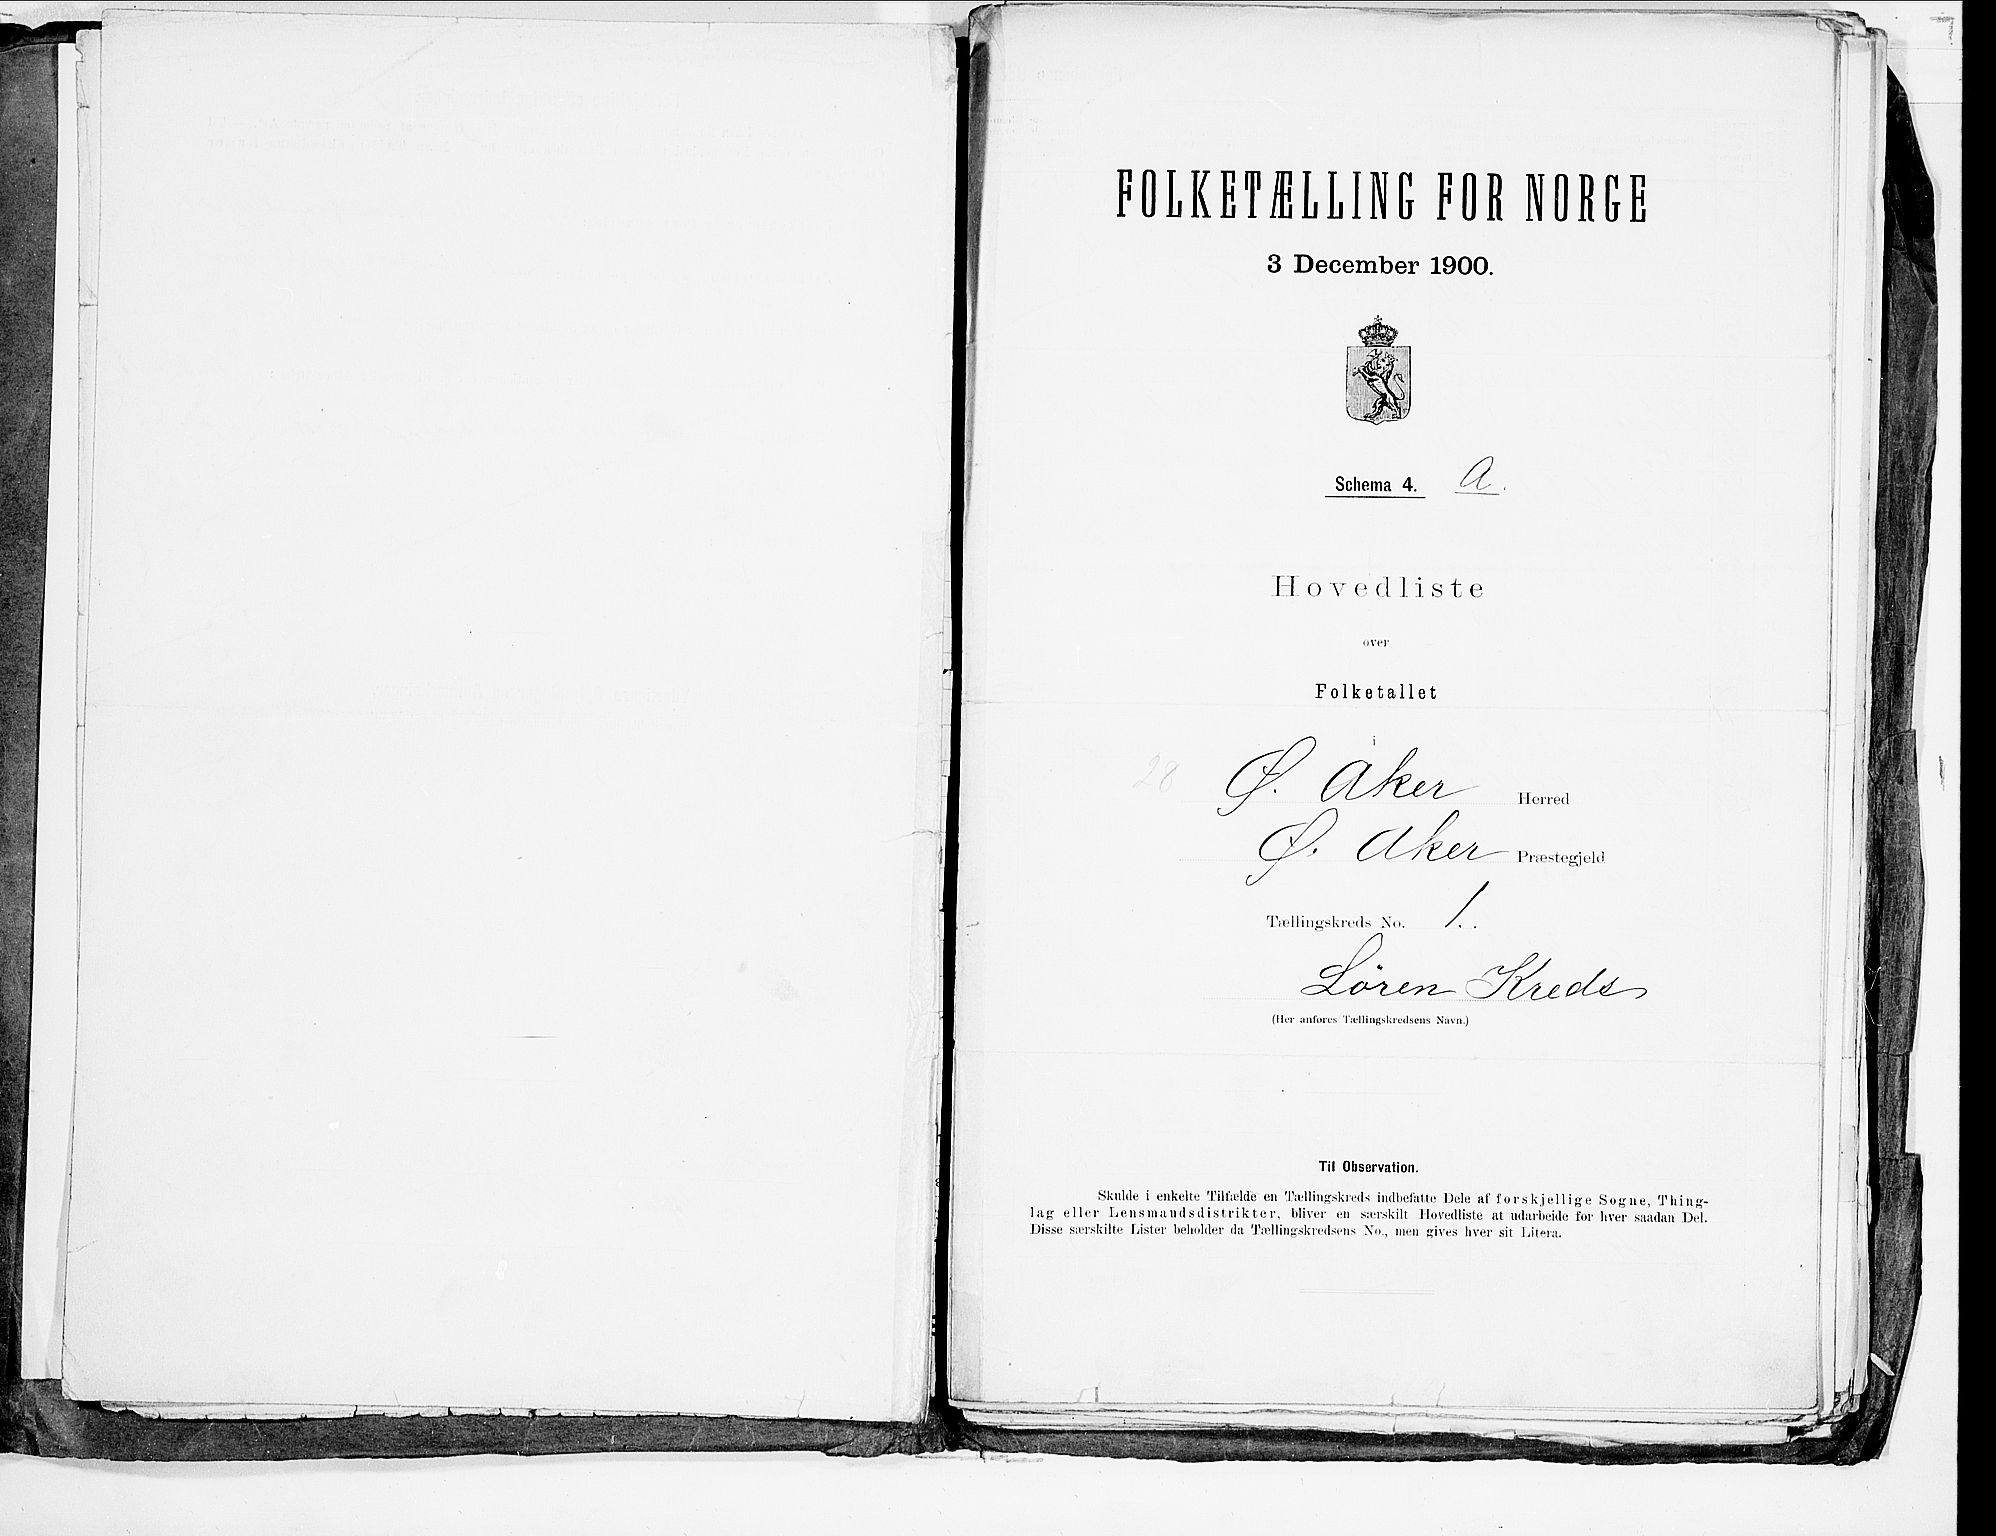 FOLKETÆLLING FOR NORGE
3 December 1900.
Schema 4. A.
Hovedliste
over
Folketallet
i
28 Ø. Aker Herred
Ø. Aker Præstegjeld
Tællingskreds No. 1.
Løren Kreds
(Her anføres Tællingskredsens Navn.)
Til Observation.
Skulde i enkelte Tilfælde en Tællingskreds indbefatte Dele af forskjellige Sogne, Thing-
lag eller Lensmandsdistrikter, bliver en særskilt Hovedliste at udarbeide for hver saadan Del.
Disse særskilte Lister beholder da Tællingskredsens No., men gives hver sit Litera.